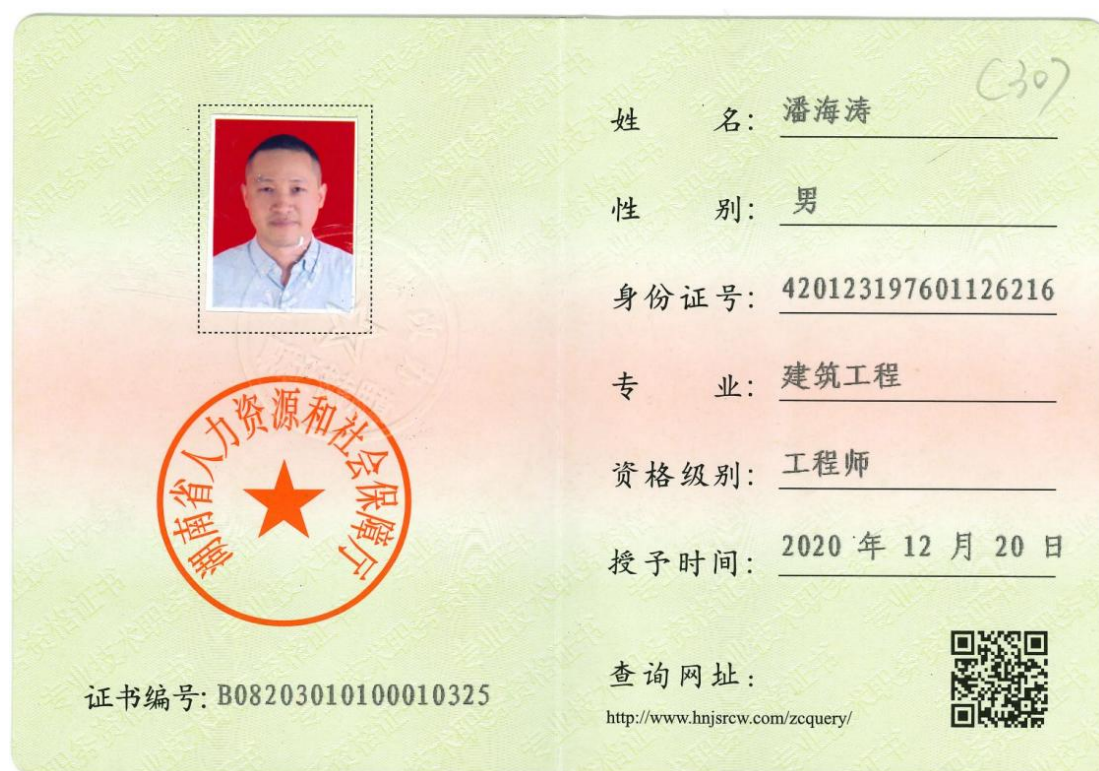 (30)
姓 名: 潘海涛
性 别: 男
身份证号: 420123197601126216
专 业: 建筑工程
资格级别: 工程师
授予时间: 2020 年 12 月 20 日
查询网址:
http://www.hnjsrcw.com/zcquery/
湖南省人力资源和社会保障厅
证书编号: B08203010100010325